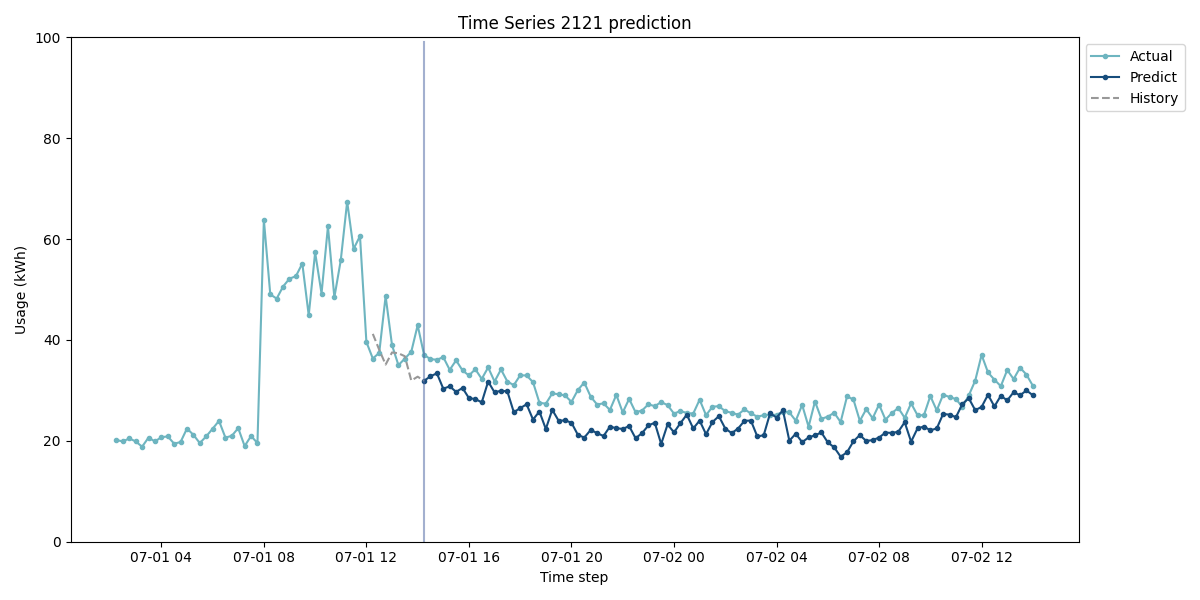 Time Series 2121 prediction
100
80
60
40
20
0
Usage (kWh)
07-01 04
07-01 08
07-01 12
07-01 16
07-01 20
07-02 00
07-02 04
07-02 08
07-02 12
Time step
Actual
Predict
History